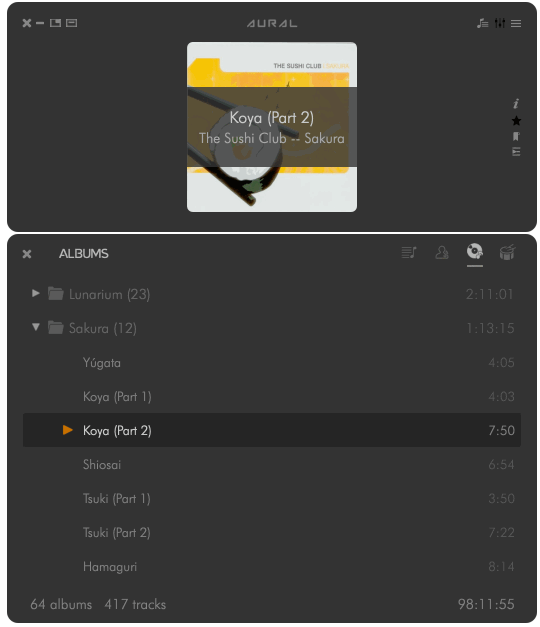 AURAL
THE SUSHI CLUB SAKURA
Koya (Part 2)
The Sushi Club -- Sakura
i
ALBUMS
Lunarium (23) 2:11:01
Sakura (12) 1:13:15
Yúgata 4:05
Koya (Part 1) 4:03
Koya (Part 2) 7:50
Shiosai 6:54
Tsuki (Part 1) 3:50
Tsuki (Part 2) 7:22
Hamaguri 8:14
64 albums 417 tracks 98:11:55